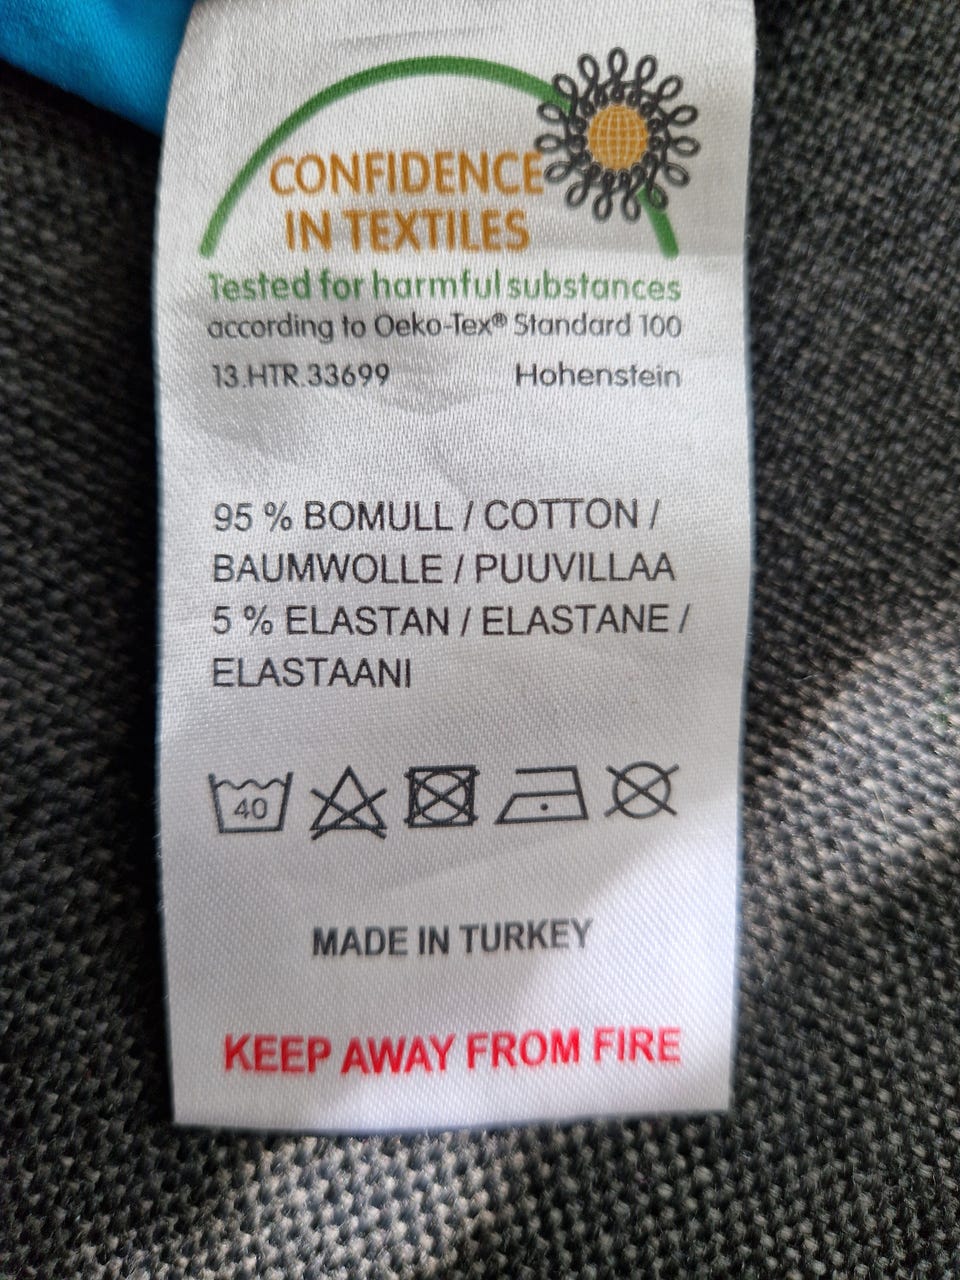 CONFIDENCE
IN TEXTILES
Tested for harmful substances
according to Oeko-Tex® Standard 100
13.HTR.33699 Hohenstein
95 % BOMULL / COTTON /
BAUMWOLLE / PUUVILLAA
5 % ELASTAN / ELASTANE /
ELASTAANI
40
MADE IN TURKEY
KEEP AWAY FROM FIRE